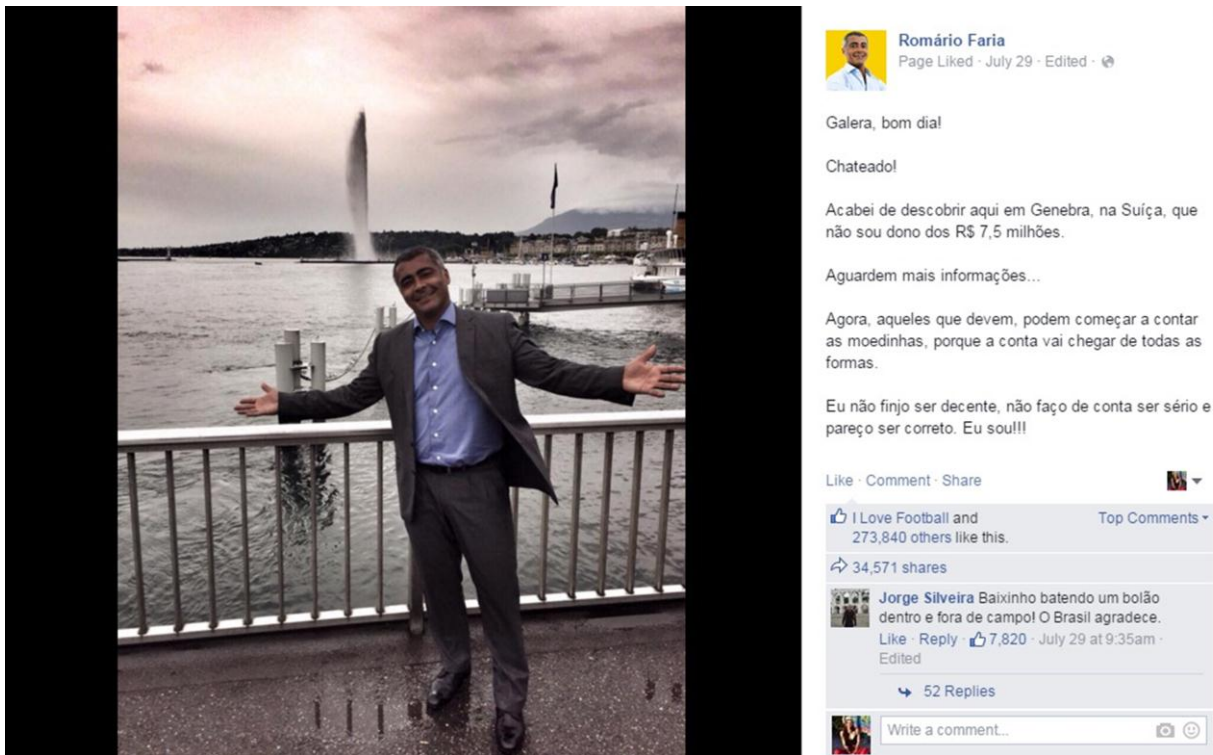 Romário Faria
Page Liked · July 29 · Edited ·
Galera, bom dia!
Chateado!
Acabei de descobrir aqui em Genebra, na Suíça, que
não sou dono dos R$ 7,5 milhões.
Aguardem mais informações...
Agora, aqueles que devem, podem começar a contar
as moedinhas, porque a conta vai chegar de todas as
formas.
Eu não finjo ser decente, não faço de conta ser sério e
pareço ser correto. Eu sou!!!
Like · Comment · Share
I Love Football and
273,840 others like this.
Top Comments
34,571 shares
Jorge Silveira Baixinho batendo um bolão
dentro e fora de campo! O Brasil agradece.
Like · Reply · 7,820 · July 29 at 9:35am ·
Edited
52 Replies
Write a comment...